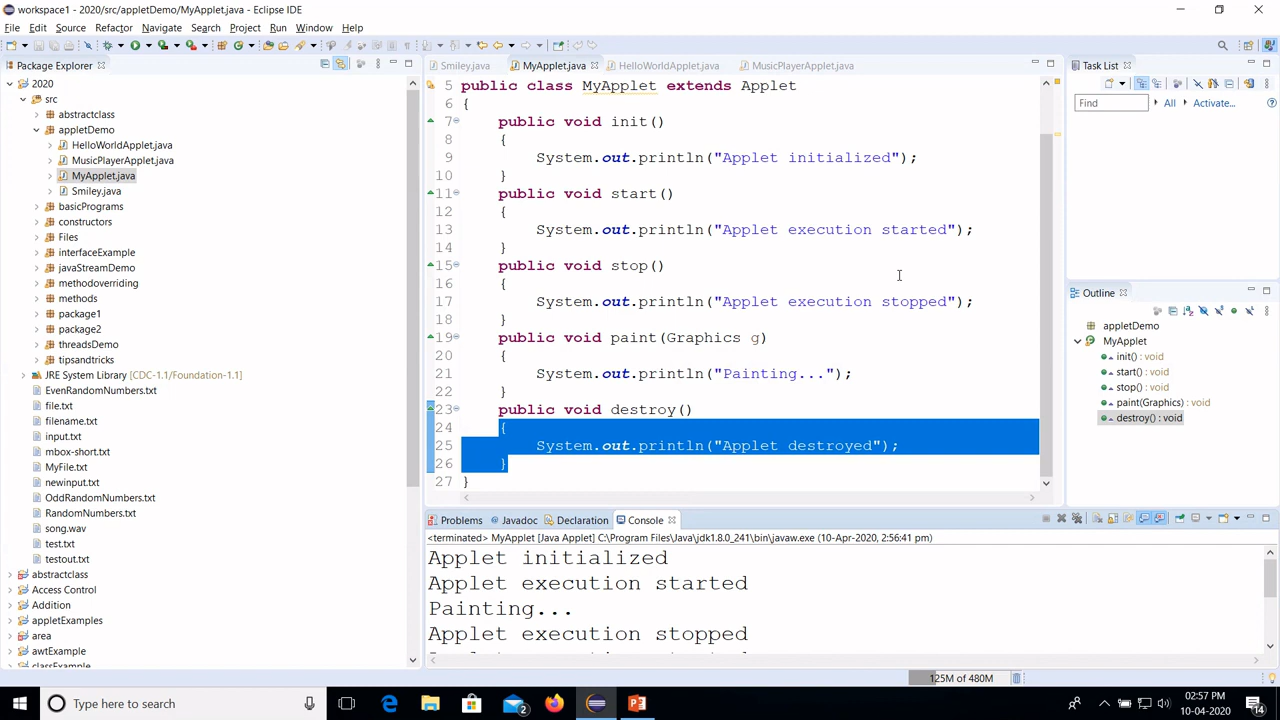 workspace1 - 2020/src/appletDemo/MyApplet.java - Eclipse IDE
File Edit Source Refactor Navigate Search Project Run Window Help
Package Explorer
2020
src
abstractclass
appletDemo
HelloWorldApplet.java
MusicPlayerApplet.java
MyApplet.java
Smiley.java
basicPrograms
constructors
Files
interfaceExample
javaStreamDemo
methodoverriding
methods
package1
package2
threadsDemo
tipsandtricks
JRE System Library [CDC-1.1/Foundation-1.1]
EvenRandomNumbers.txt
file.txt
filename.txt
input.txt
mbox-short.txt
MyFile.txt
newinput.txt
OddRandomNumbers.txt
RandomNumbers.txt
song.wav
test.txt
testout.txt
abstractclass
Access Control
Addition
appletExamples
area
awtExample
classExample
Smiley.java MyApplet.java HelloWorldApplet.java MusicPlayerApplet.java
5 public class MyApplet extends Applet
6 {
7 public void init()
8 {
9 System.out.println("Applet initialized");
10 }
11 public void start()
12 {
13 System.out.println("Applet execution started");
14 }
15 public void stop()
16 {
17 System.out.println("Applet execution stopped");
18 }
19 public void paint(Graphics g)
20 {
21 System.out.println("Painting...");
22 }
23 public void destroy()
24 {
25 System.out.println("Applet destroyed");
26 }
27 }
Task List
Find All Activate...
Outline
appletDemo
MyApplet
init() : void
start() : void
stop() : void
paint(Graphics) : void
destroy() : void
Problems Javadoc Declaration Console
<terminated> MyApplet [Java Applet] C:\Program Files\Java\jdk1.8.0_241\bin\javaw.exe (10-Apr-2020, 2:56:41 pm)
Applet initialized
Applet execution started
Painting...
Applet execution stopped
125M of 480M
Type here to search
2
02:57 PM
10-04-2020
14